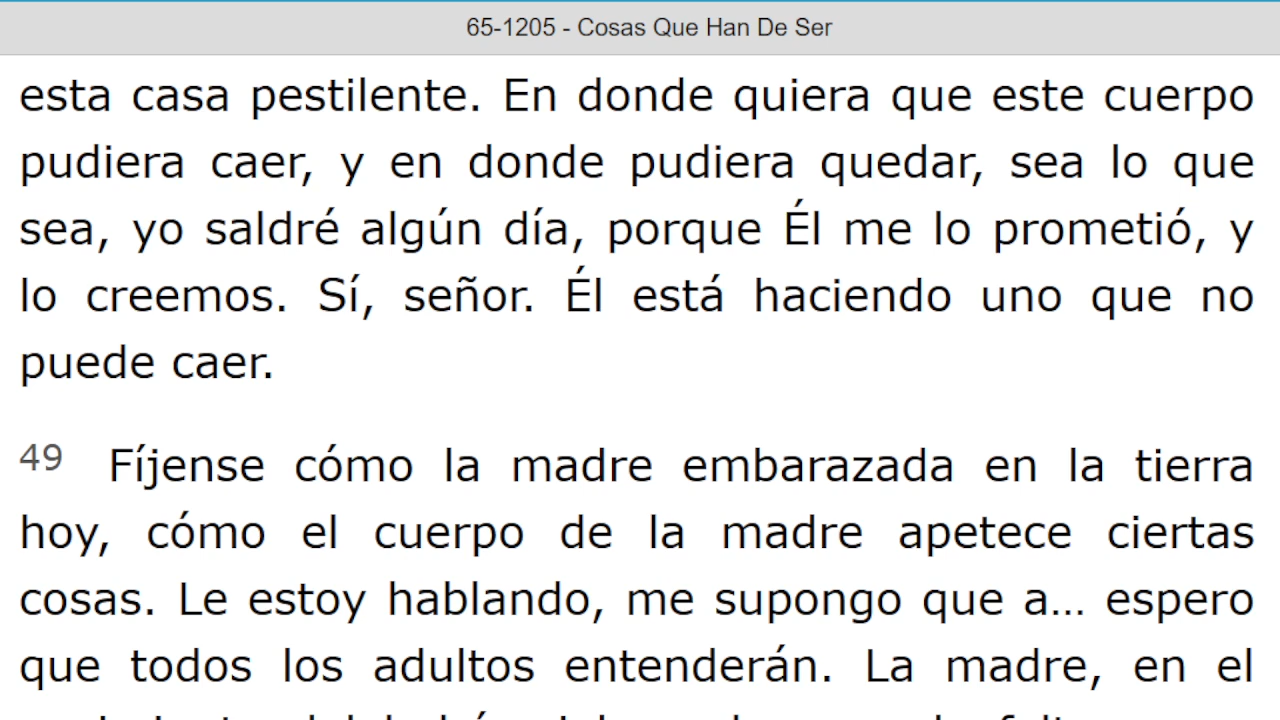 65-1205 - Cosas Que Han De Ser
esta casa pestilente. En donde quiera que este cuerpo
pudiera caer, y en donde pudiera quedar, sea lo que
sea, yo saldré algún día, porque Él me lo prometió, y
lo creemos. Sí, señor. Él está haciendo uno que no
puede caer.
49 Fíjense cómo la madre embarazada en la tierra
hoy, cómo el cuerpo de la madre apetece ciertas
cosas. Le estoy hablando, me supongo que a... espero
que todos los adultos entenderán. La madre, en el